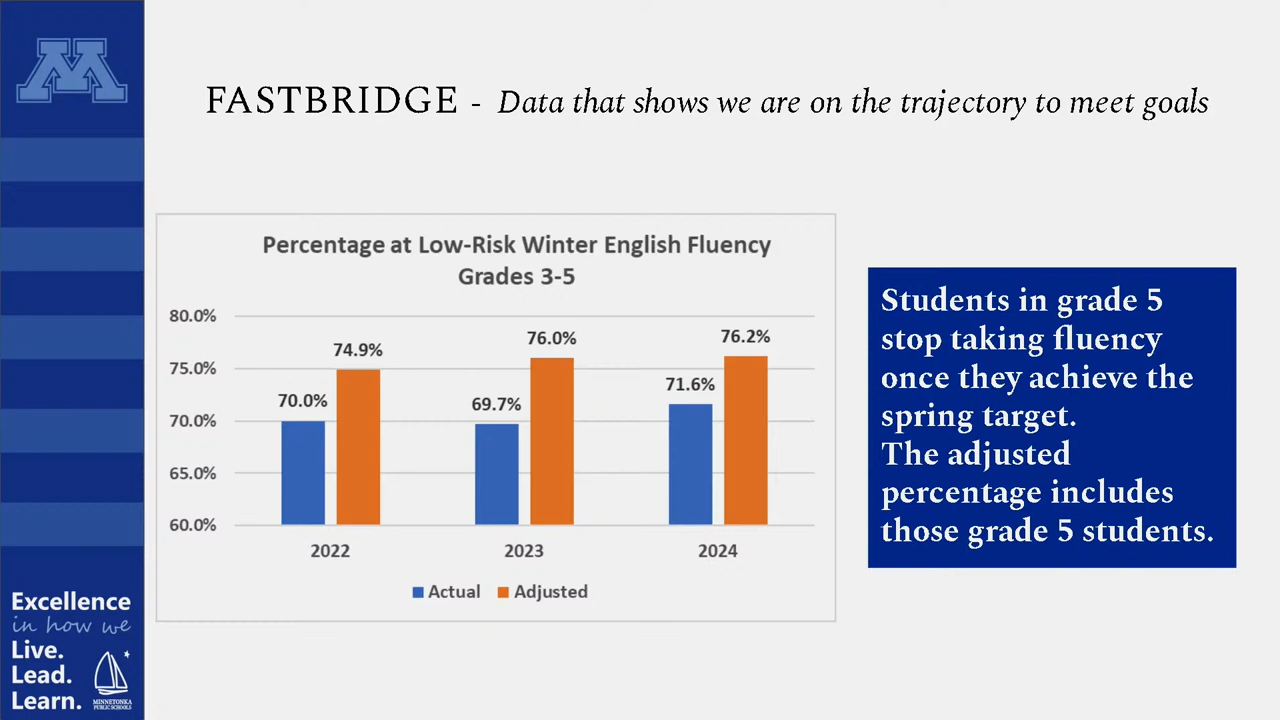 M
FASTBRIDGE - Data that shows we are on the trajectory to meet goals
Percentage at Low-Risk Winter English Fluency
Grades 3-5
80.0%
75.0%
70.0%
65.0%
60.0%
70.0%
74.9%
69.7%
76.0%
71.6%
76.2%
2022
2023
2024
Actual
Adjusted
Students in grade 5
stop taking fluency
once they achieve the
spring target.
The adjusted
percentage includes
those grade 5 students.
Excellence
in how we
Live.
Lead.
Learn.
MINNETONKA
PUBLIC SCHOOLS